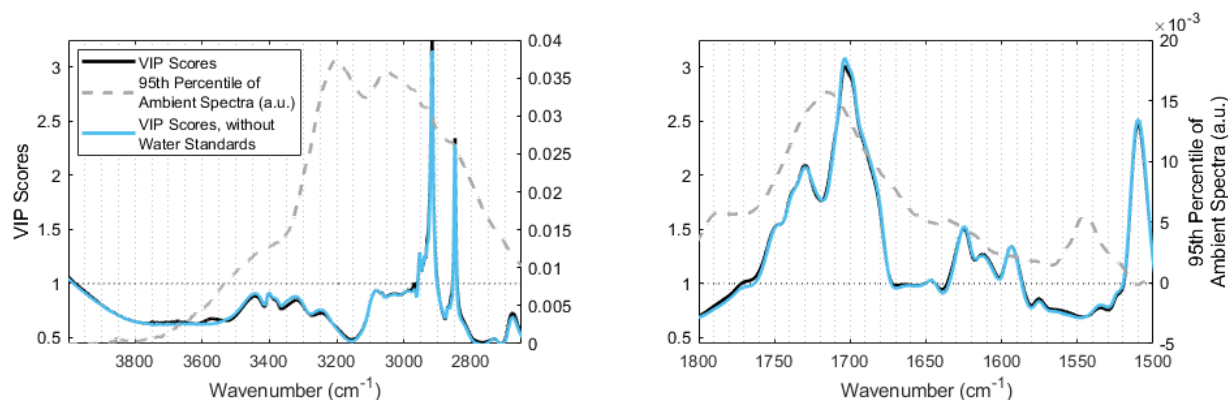 VIP Scores
95th Percentile of
Ambient Spectra (a.u.)
VIP Scores, without
Water Standards
VIP Scores
3
2.5
2
1.5
1
0.5
0.04
0.035
0.03
0.025
0.02
0.015
0.01
0.005
0
3800 3600 3400 3200 3000 2800
Wavenumber (cm-1)
3
2.5
2
1.5
1
0.5
×10-3
20
15
10
5
0
-5
95th Percentile of
Ambient Spectra (a.u.)
1800 1750 1700 1650 1600 1550 1500
Wavenumber (cm-1)